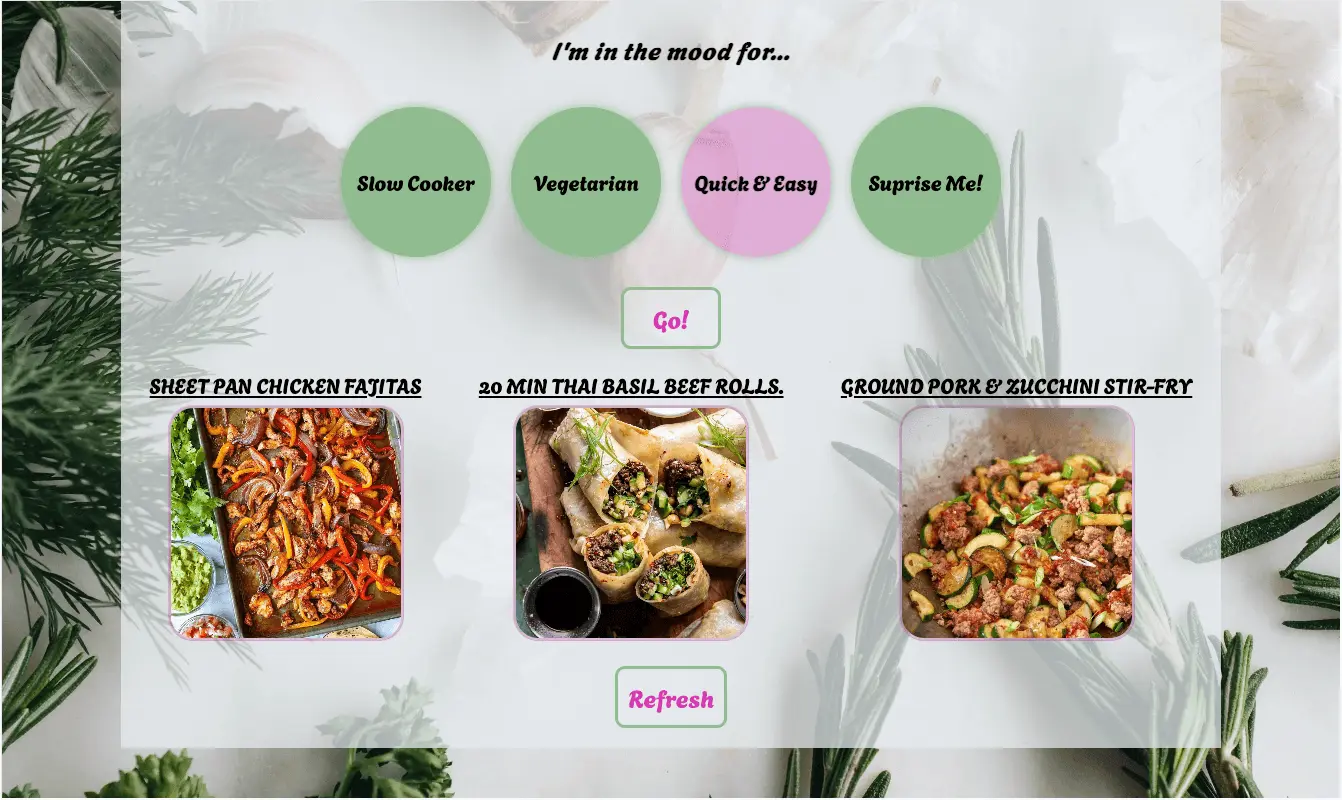 I'm in the mood for...
Slow Cooker
Vegetarian
Quick & Easy
Suprise Me!
Go!
SHEET PAN CHICKEN FAJITAS
20 MIN THAI BASIL BEEF ROLLS.
GROUND PORK & ZUCCHINI STIR-FRY
Refresh